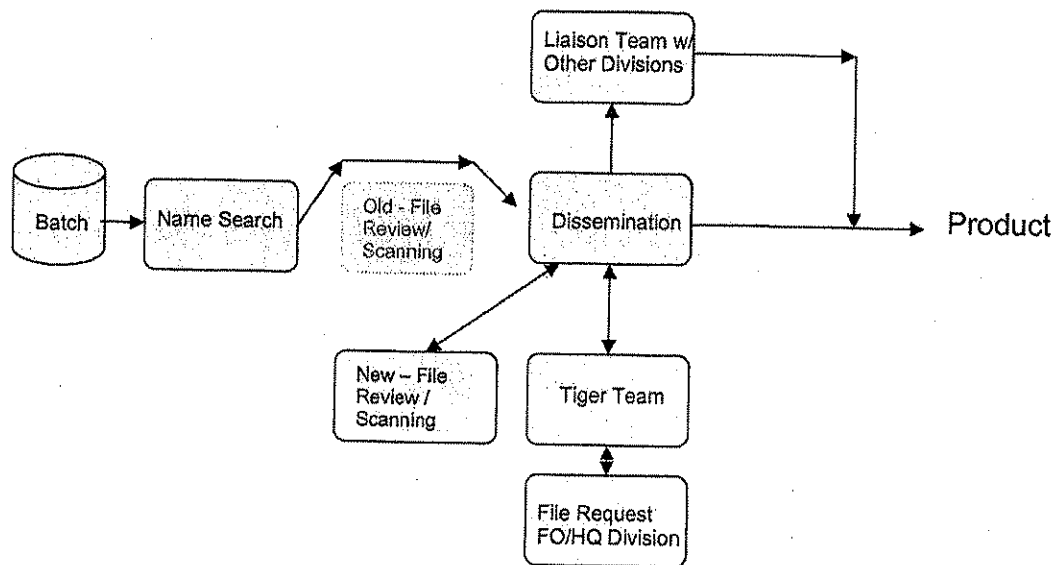 Liaison Team w/
Other Divisions
Batch
Name Search
Old - File
Review/
Scanning
Dissemination
Product
New – File
Review /
Scanning
Tiger Team
File Request
FO/HQ Division